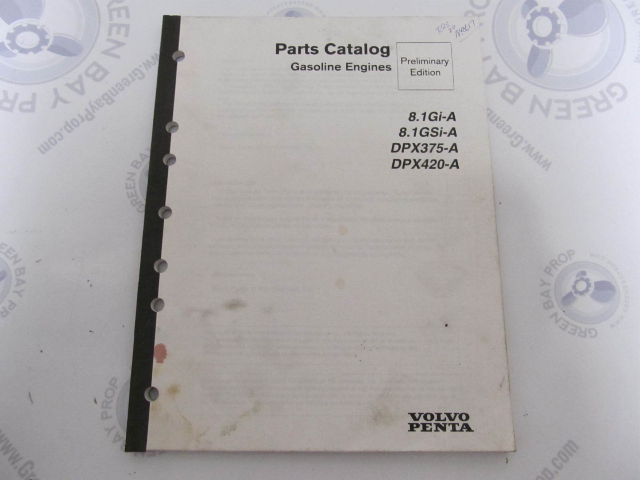 Parts Catalog
Gasoline Engines
Preliminary
Edition
8.1Gi-A
8.1GSi-A
DPX375-A
DPX420-A
VOLVO
PENTA
GREEN BAY PROP
www.GreenBayProp.com